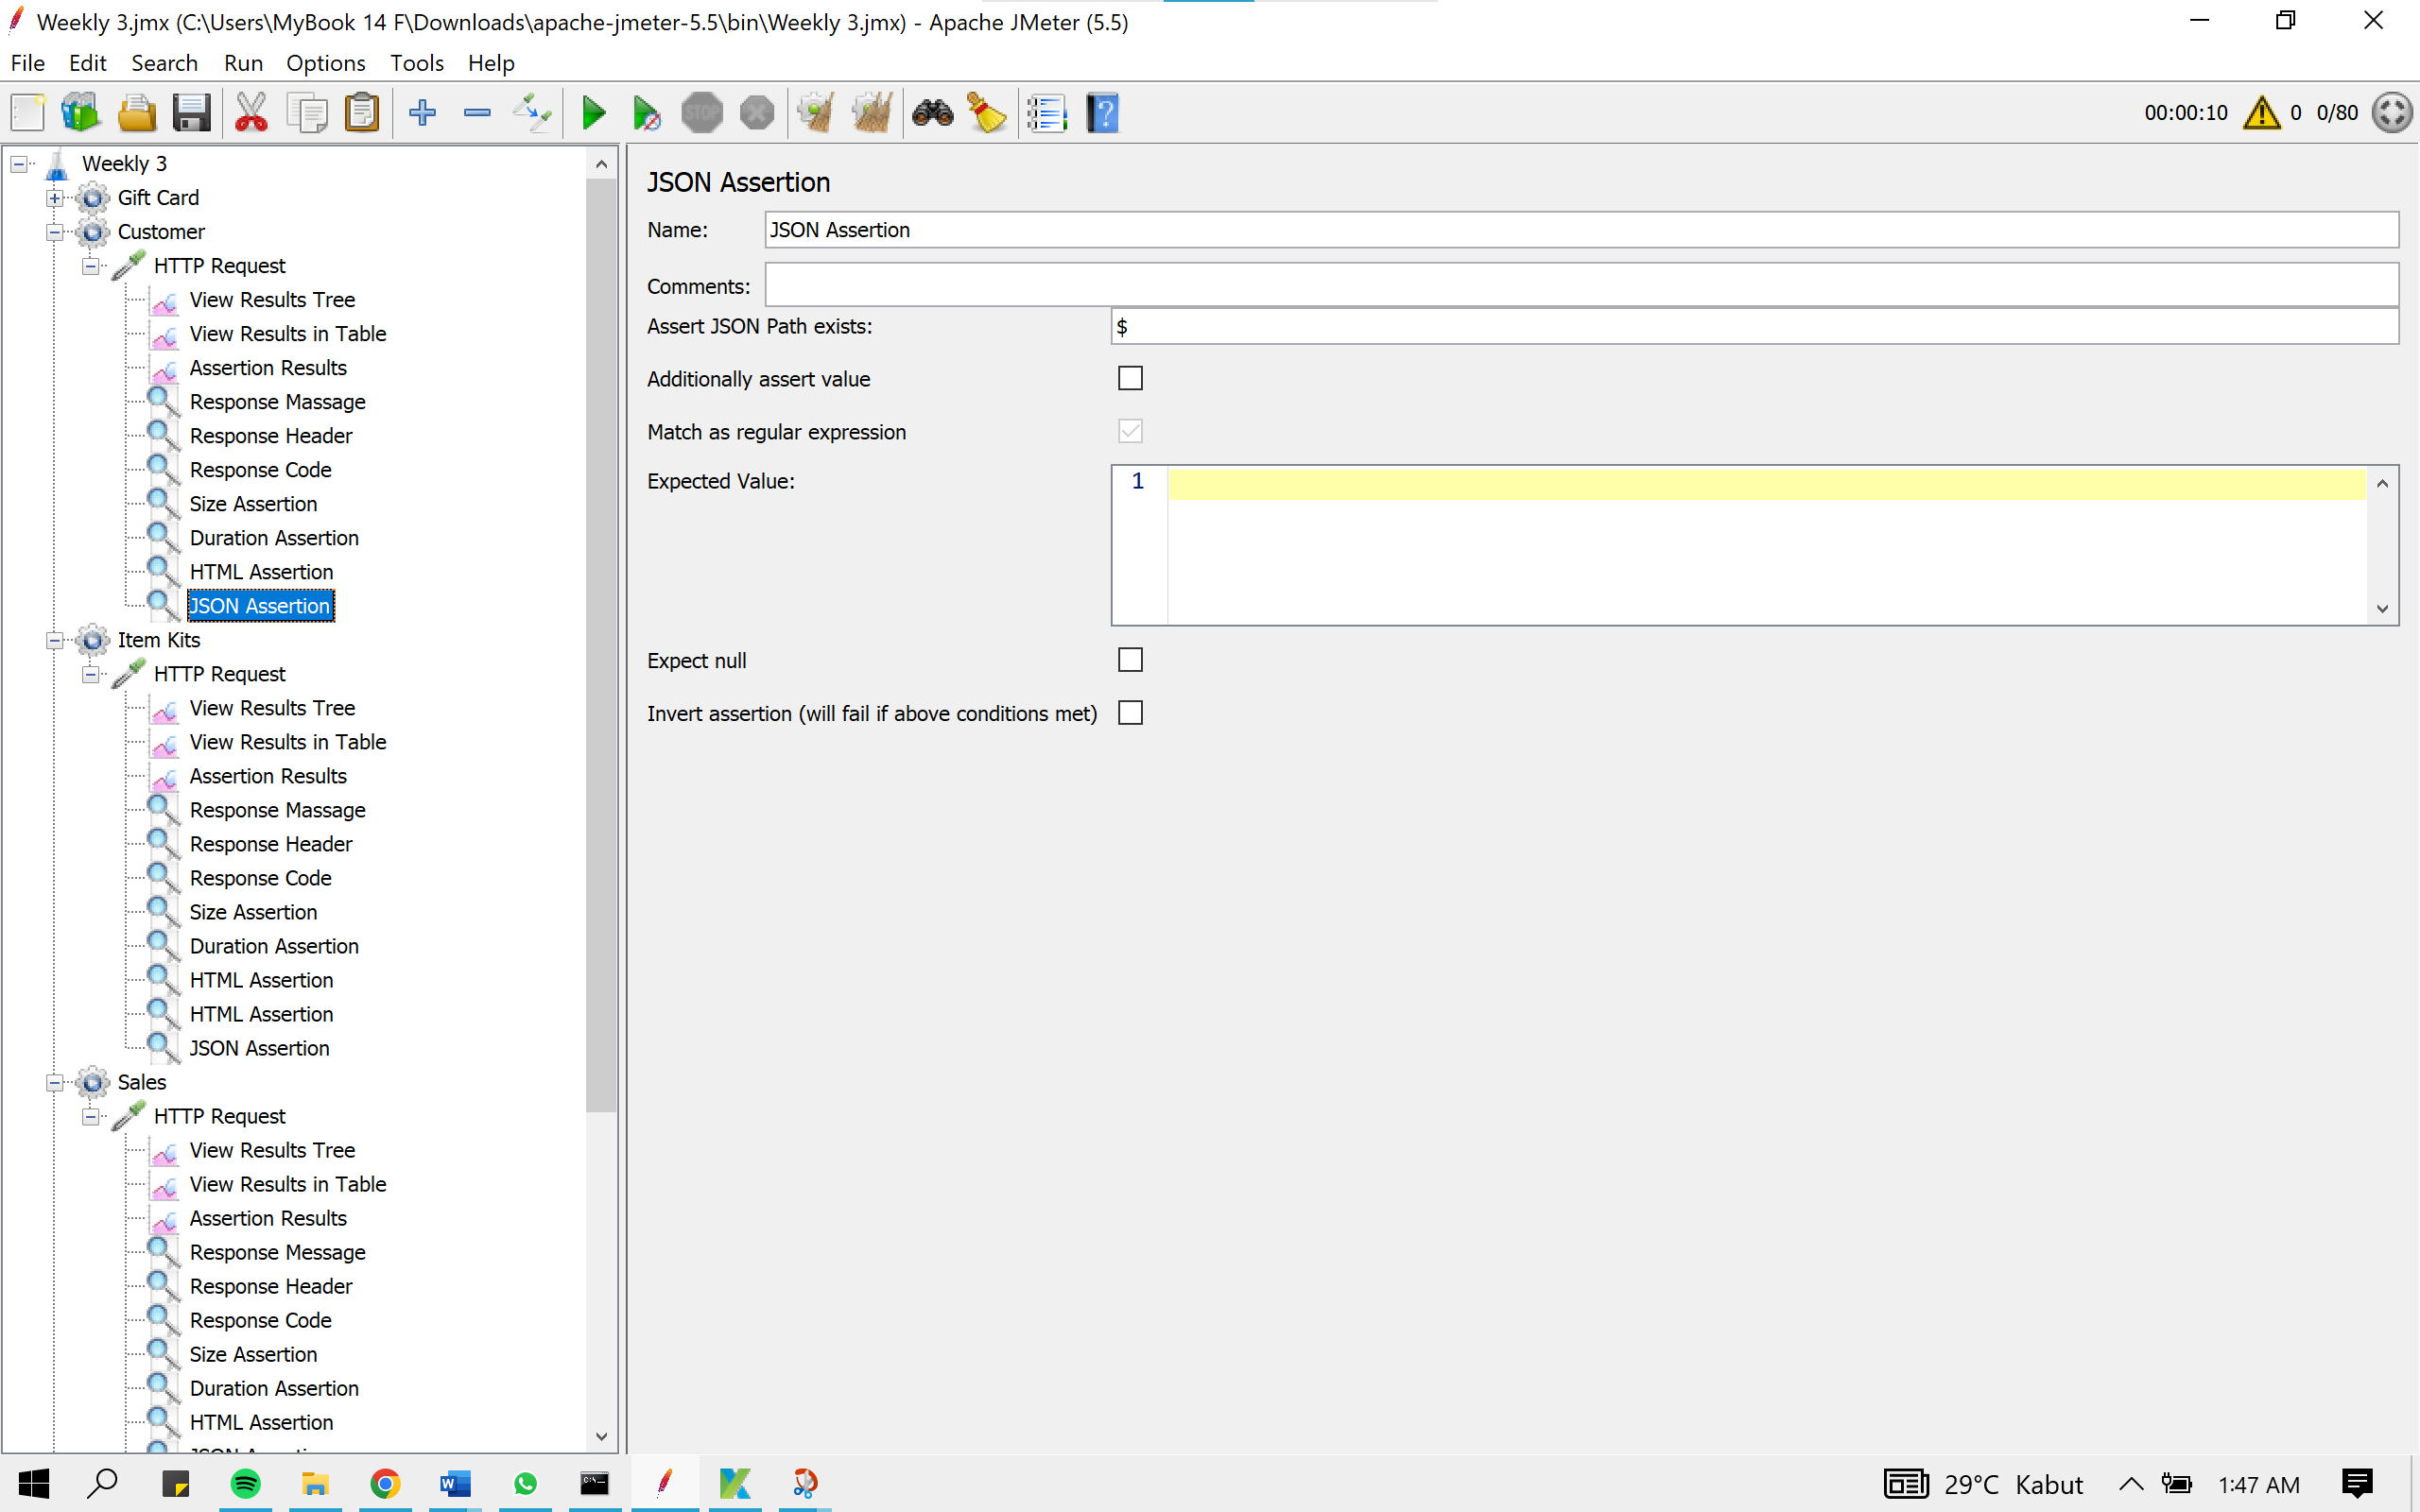 Weekly 3.jmx (C:\Users\MyBook 14 F\Downloads\apache-jmeter-5.5\bin\Weekly 3.jmx) - Apache JMeter (5.5)
File Edit Search Run Options Tools Help
STOP
?
00:00:10 0 0/80
Weekly 3
Gift Card
Customer
HTTP Request
View Results Tree
View Results in Table
Assertion Results
Response Massage
Response Header
Response Code
Size Assertion
Duration Assertion
HTML Assertion
JSON Assertion
Item Kits
HTTP Request
View Results Tree
View Results in Table
Assertion Results
Response Massage
Response Header
Response Code
Size Assertion
Duration Assertion
HTML Assertion
HTML Assertion
JSON Assertion
Sales
HTTP Request
View Results Tree
View Results in Table
Assertion Results
Response Message
Response Header
Response Code
Size Assertion
Duration Assertion
HTML Assertion
JSON Assertion
Name: JSON Assertion
Comments:
Assert JSON Path exists: $
Additionally assert value
Match as regular expression
Expected Value: 1
Expect null
Invert assertion (will fail if above conditions met)
29°C Kabut 1:47 AM